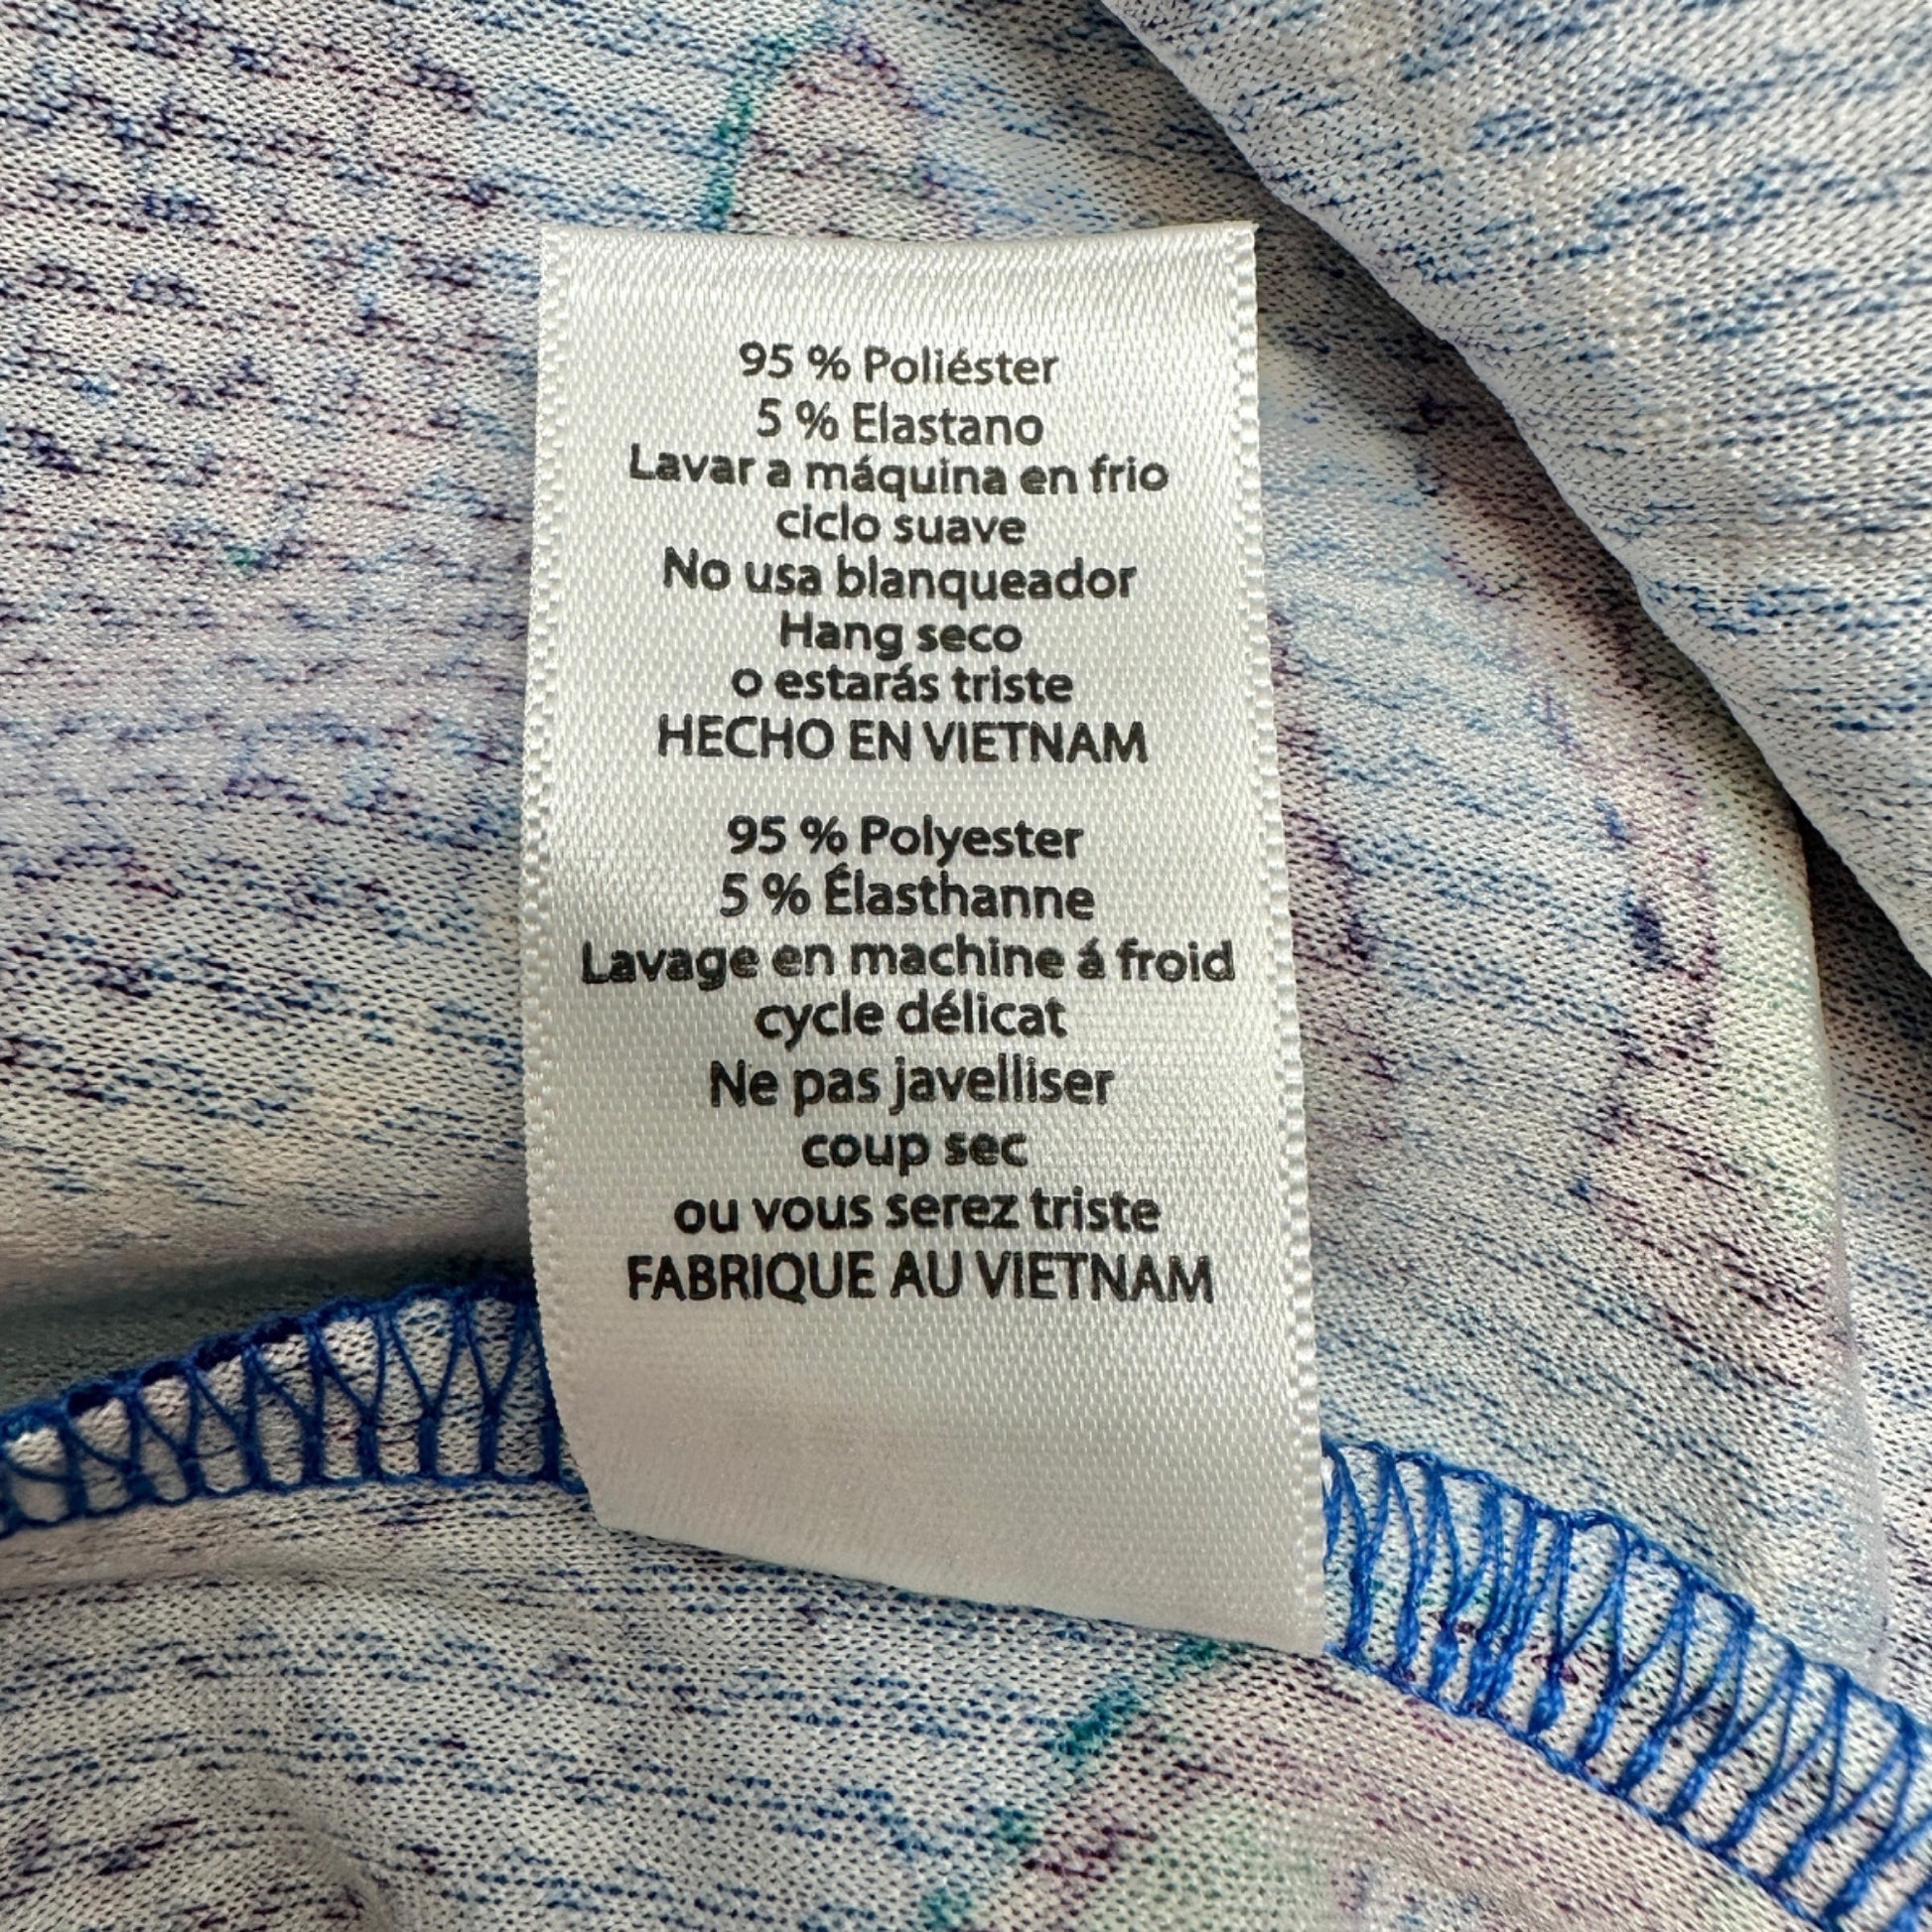 95 % Poliéster
5 % Elastano
Lavar a máquina en frio
ciclo suave
No usa blanqueador
Hang seco
o estarás triste
HECHO EN VIETNAM
95 % Polyester
5 % Élasthanne
Lavage en machine á froid
cycle délicat
Ne pas javelliser
coup sec
ou vous serez triste
FABRIQUE AU VIETNAM